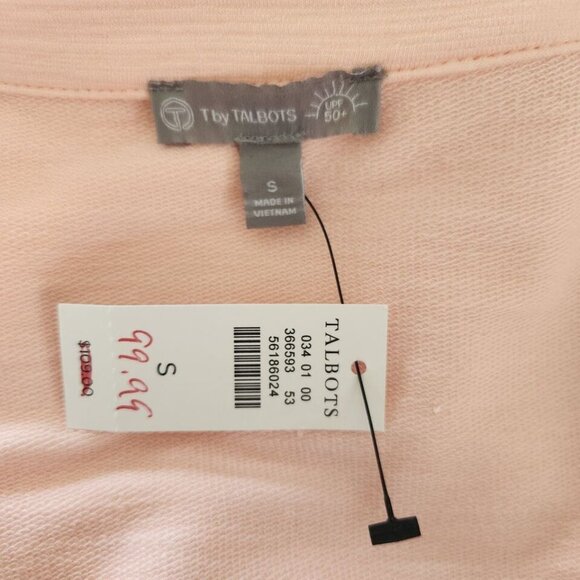 T by TALBOTS
UPF
50+
S
MADE IN
VIETNAM
TALBOTS
034 01 00
366593 53
56186024
S
$109.00
99.99